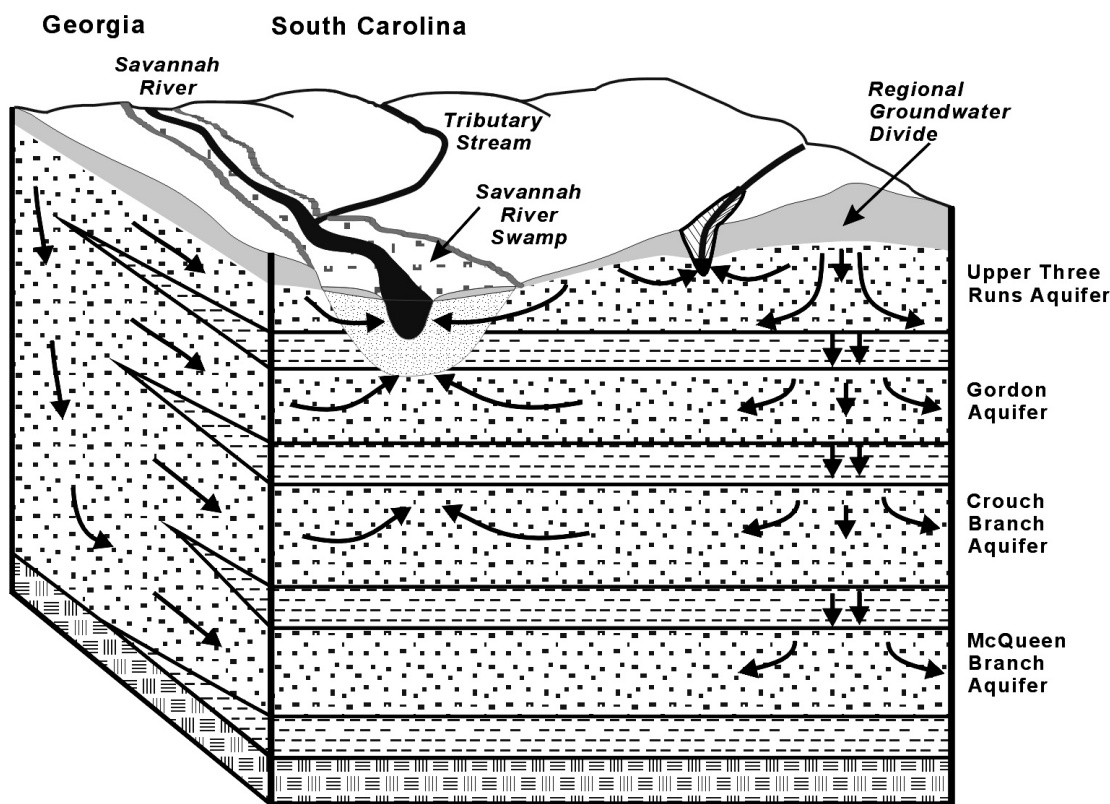 Georgia
South Carolina
Savannah
River
Tributary
Stream
Savannah
River
Swamp
Regional
Groundwater
Divide
Upper Three
Runs Aquifer
Gordon
Aquifer
Crouch
Branch
Aquifer
McQueen
Branch
Aquifer